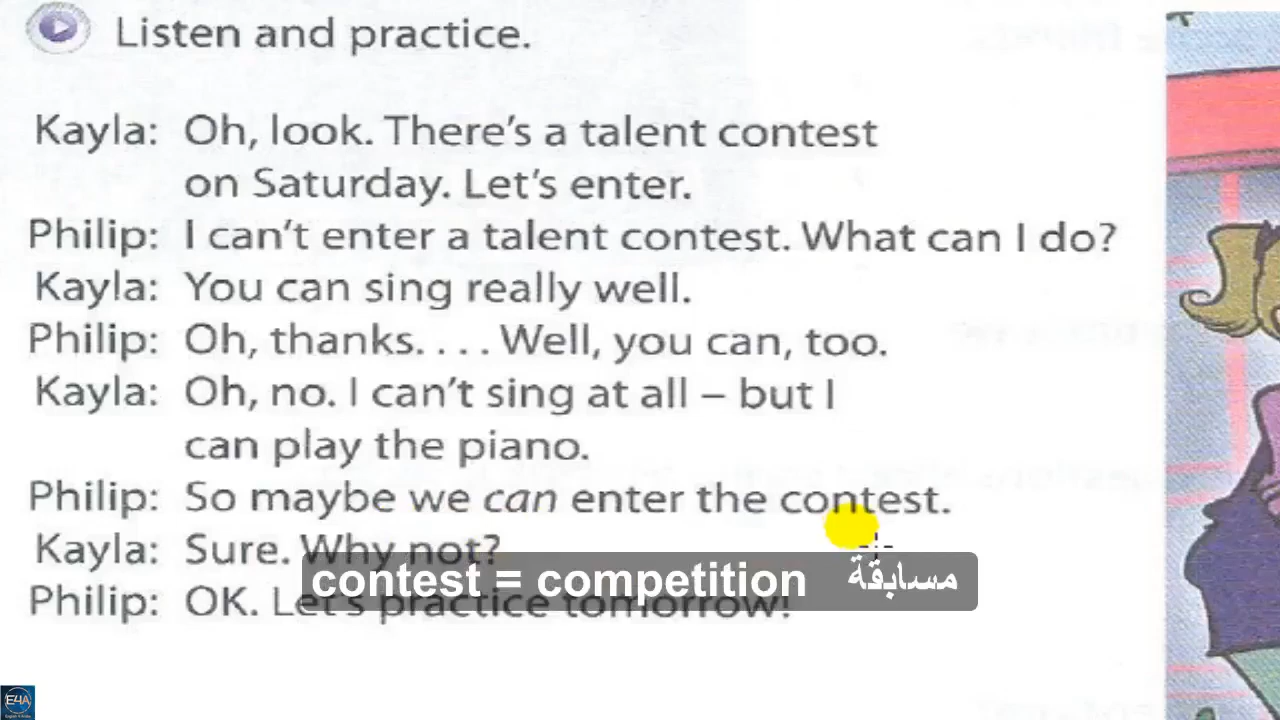 Listen and practice.
Kayla: Oh, look. There's a talent contest
on Saturday. Let's enter.
Philip: I can't enter a talent contest. What can I do?
Kayla: You can sing really well.
Philip: Oh, thanks. . . . Well, you can, too.
Kayla: Oh, no. I can't sing at all – but I
can play the piano.
Philip: So maybe we can enter the contest.
Kayla: Sure. Why not?
contest = competition مسابقة
Philip: OK. Let's practice tomorrow!
E4A